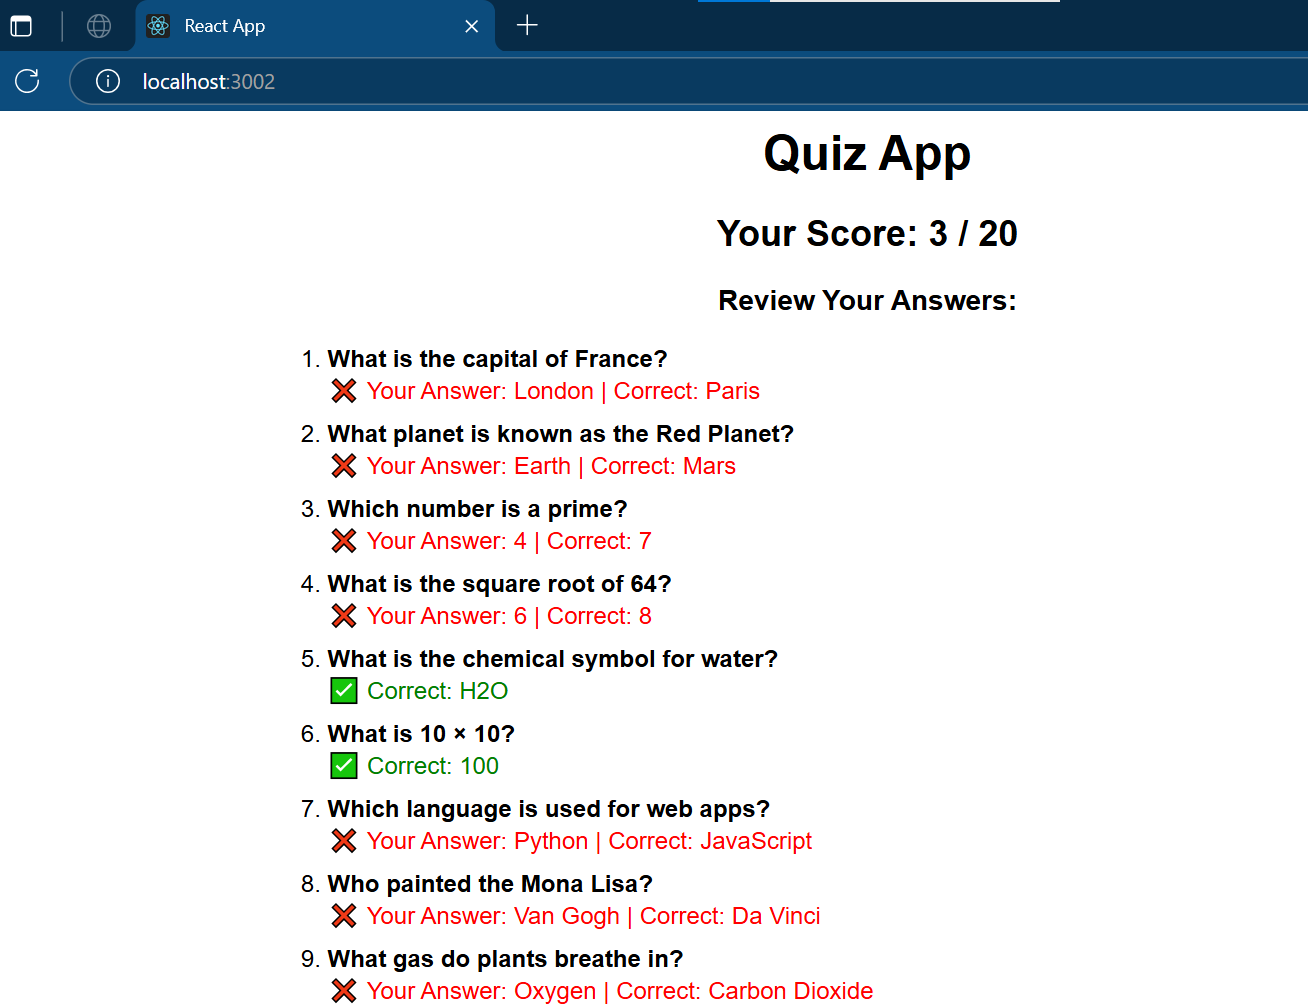 React App
localhost:3002
Quiz App
Your Score: 3 / 20
Review Your Answers:
1. What is the capital of France?
❌ Your Answer: London | Correct: Paris
2. What planet is known as the Red Planet?
❌ Your Answer: Earth | Correct: Mars
3. Which number is a prime?
❌ Your Answer: 4 | Correct: 7
4. What is the square root of 64?
❌ Your Answer: 6 | Correct: 8
5. What is the chemical symbol for water?
✅ Correct: H2O
6. What is 10 × 10?
✅ Correct: 100
7. Which language is used for web apps?
❌ Your Answer: Python | Correct: JavaScript
8. Who painted the Mona Lisa?
❌ Your Answer: Van Gogh | Correct: Da Vinci
9. What gas do plants breathe in?
❌ Your Answer: Oxygen | Correct: Carbon Dioxide